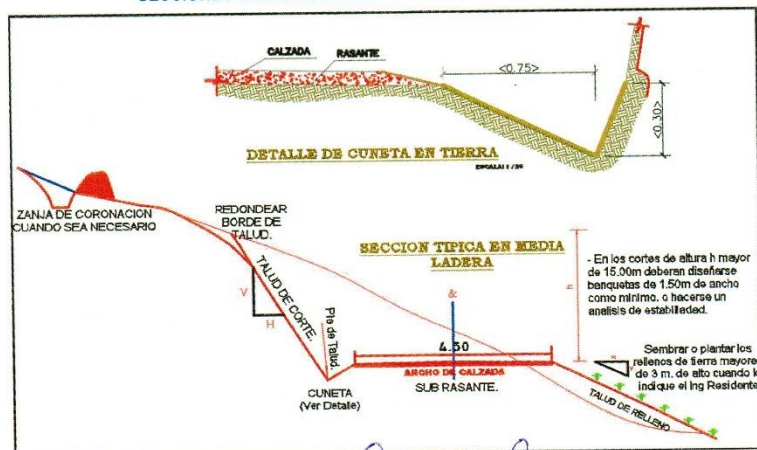 CALZADA
RASANTE
<0.75>
<0.30>
DETALLE DE CUNETA EN TIERRA
ESCALA 1/25
ZANJA DE CORONACION
CUANDO SEA NECESARIO
REDONDEAR
BORDE DE
TALUD.
SECCION TIPICA EN MEDIA
LADERA
- En los cortes de altura h mayor
de 15.00m deberan diseñarse
banquetas de 1.50m de ancho
como minimo. o hacerse un
analisis de estabiliedad.
TALUD DE CORTE.
V
H
Pie de Talud.
&
h
4.50
ANCHO DE CALZADA
SUB RASANTE.
CUNETA
(Ver Detalle)
Sembrar o plantar los
rellenos de tierra mayores
de 3 m. de alto cuando l
indique el Ing Residente
TALUD DE RELLENO